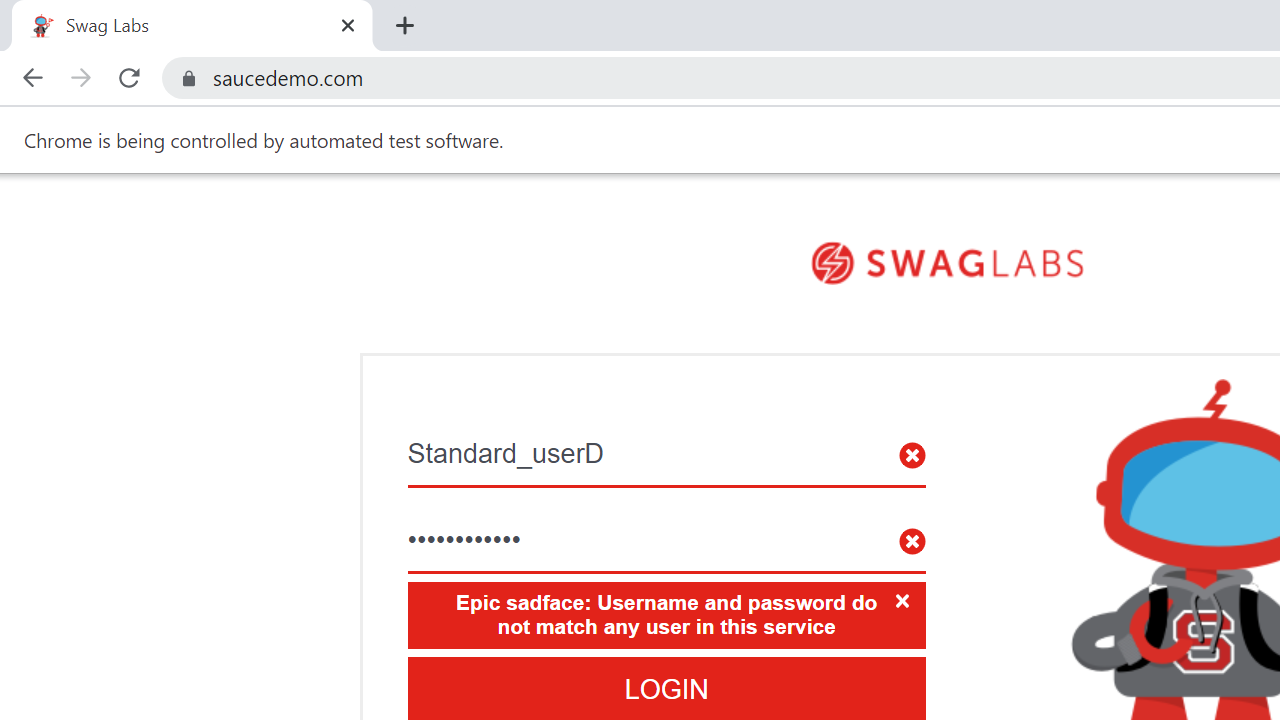 Swag Labs
saucedemo.com
Chrome is being controlled by automated test software.
SWAGLABS
Standard_userD
••••••••••••
Epic sadface: Username and password do
not match any user in this service
LOGIN
S